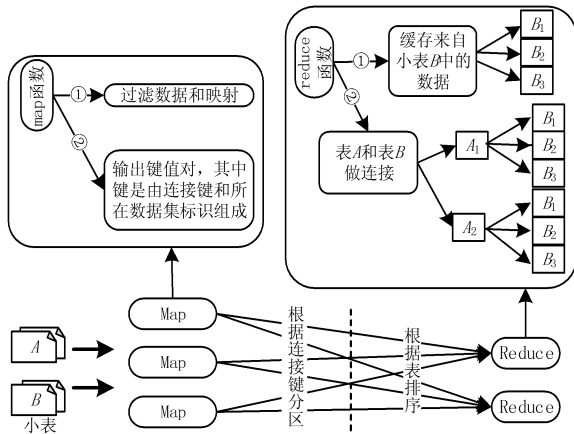 map函数
①
过滤数据和映射
②
输出键值对，其中
键是由连接键和所
在数据集标识组成
reduce
函数
①
缓存来自
小表B中的
数据
B1
B2
B3
②
表A和表B
做连接
A1
B1
B2
B3
A2
B1
B2
B3
A
B
小表
Map
Map
Map
根据连接键分区
根据表排序
Reduce
Reduce